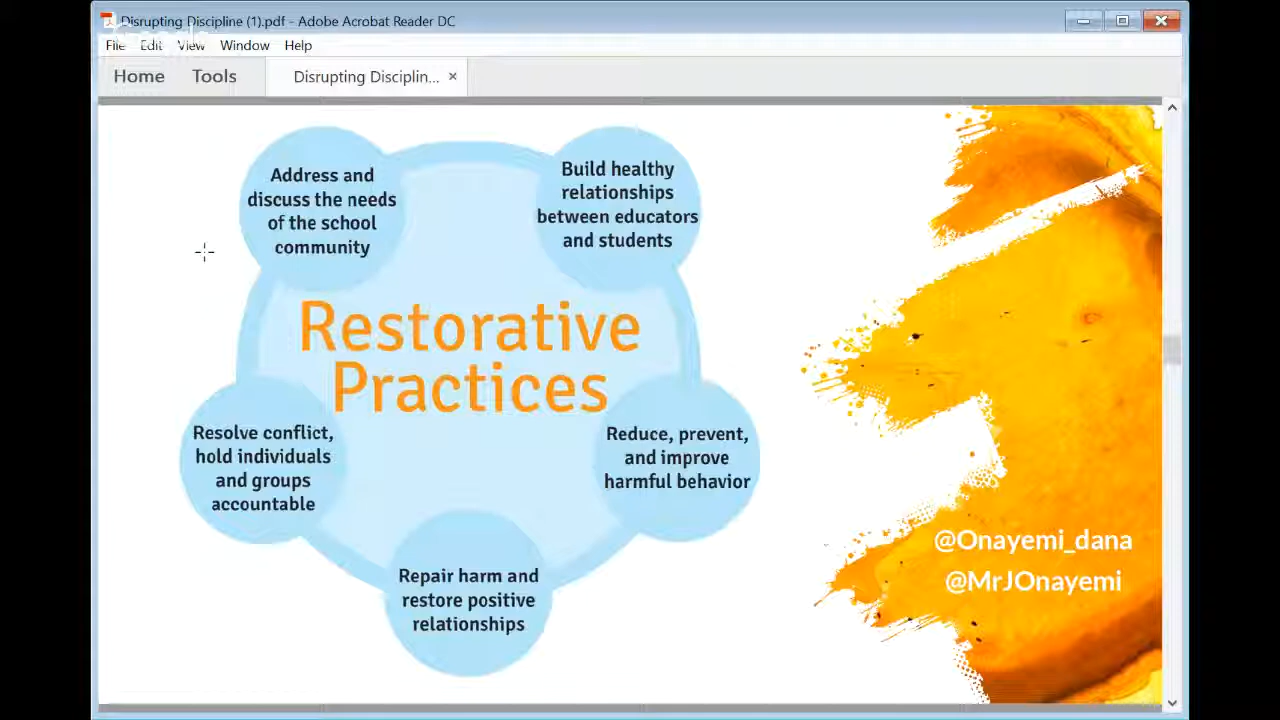 Disrupting Discipline (1).pdf - Adobe Acrobat Reader DC
File Edit View Window Help
Home Tools Disrupting Disciplin... ×
Address and
discuss the needs
of the school
community
Build healthy
relationships
between educators
and students
Restorative
Practices
Resolve conflict,
hold individuals
and groups
accountable
Reduce, prevent,
and improve
harmful behavior
Repair harm and
restore positive
relationships
@Onayemi_dana
@MrJOnayemi